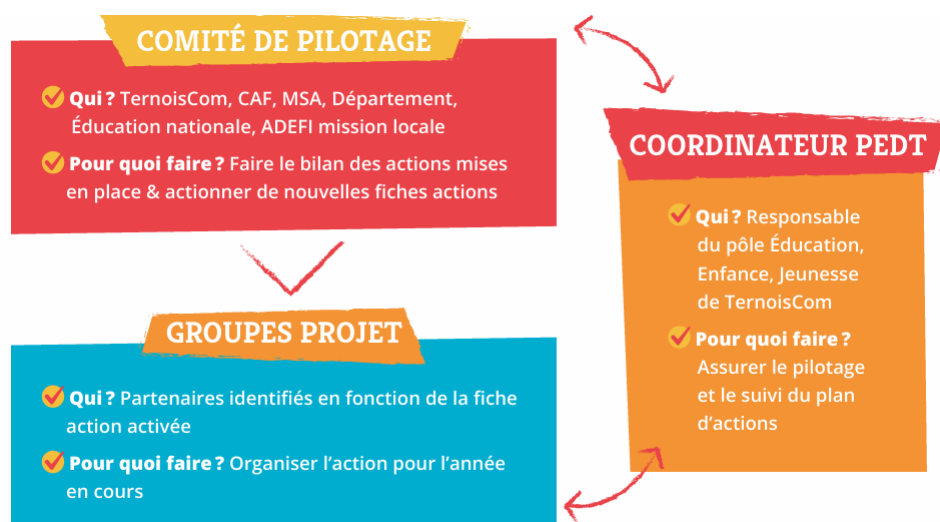 COMITÉ DE PILOTAGE
Qui ? TernoisCom, CAF, MSA, Département,
Éducation nationale, ADEFI mission locale
Pour quoi faire ? Faire le bilan des actions mises
en place & actionner de nouvelles fiches actions
GROUPES PROJET
Qui ? Partenaires identifiés en fonction de la fiche
action activée
Pour quoi faire ? Organiser l’action pour l’année
en cours
COORDINATEUR PEDT
Qui ? Responsable
du pôle Éducation,
Enfance, Jeunesse
de TernoisCom
Pour quoi faire ?
Assurer le pilotage
et le suivi du plan
d’actions